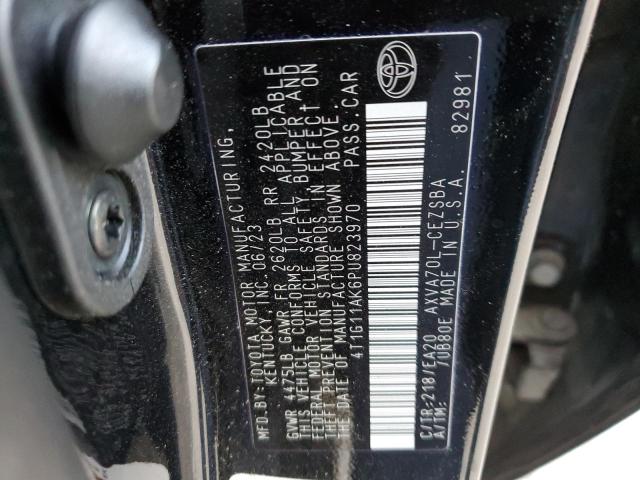 MFD.BY:TOYOTA MOTOR MANUFACTURING,
KENTUCKY, INC. 06/23
GVWR 4475LB GAWR FR 2620LB RR 2420LB
THIS VEHICLE CONFORMS TO ALL APPLICABLE
FEDERAL MOTOR VEHICLE SAFETY, BUMPER AND
THEFT PREVENTION STANDARDS IN EFFECT ON
THE DATE OF MANUFACTURE SHOWN ABOVE.
4T1G11AK6PU823970 PASS.CAR
C/TR:218/EA20 AXVA70L-CEZSBA
A/TM: /UB80E MADE IN U.S.A. 82981